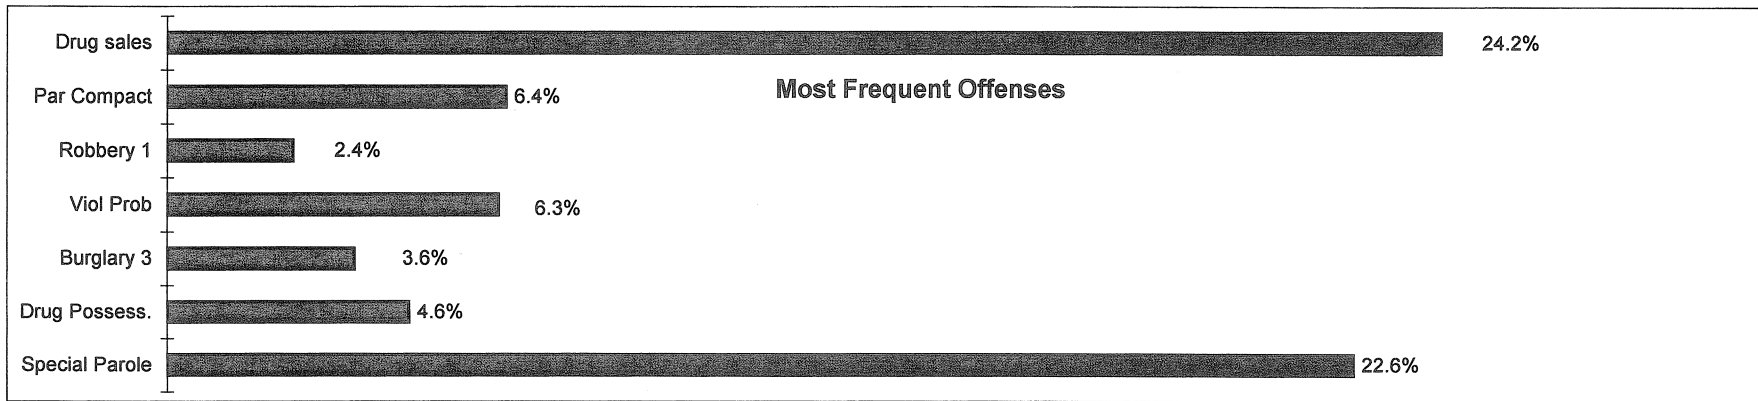 Most Frequent Offenses
Drug sales 24.2%
Par Compact 6.4%
Robbery 1 2.4%
Viol Prob 6.3%
Burglary 3 3.6%
Drug Possess. 4.6%
Special Parole 22.6%